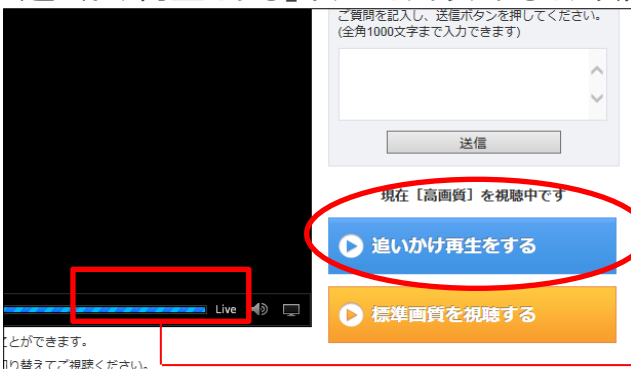 ご質問を記入し、送信ボタンを押してください。
(全角1000文字まで入力できます)
送信
現在［高画質］を視聴中です
追いかけ再生をする
Live
標準画質を視聴する
とができます。
り替えてご視聴ください。